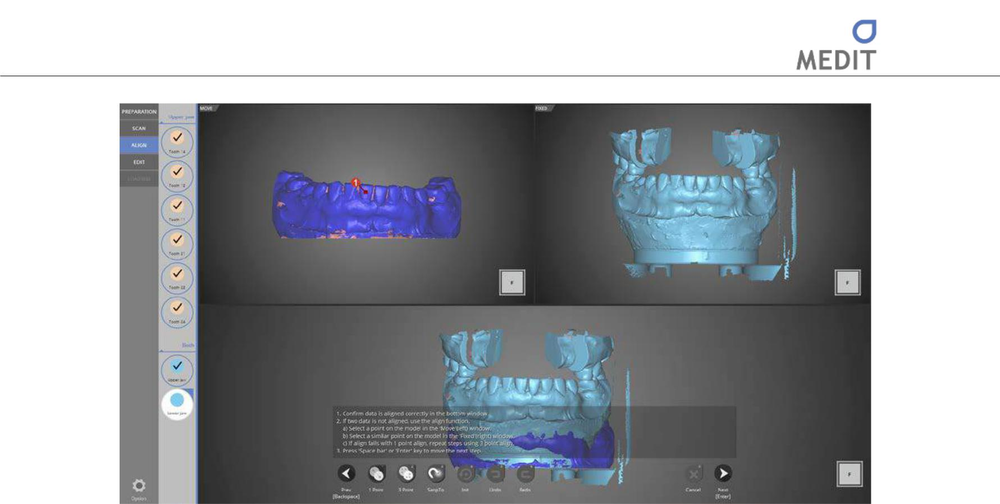 MEDIT
PREPARATION
SCAN
ALIGN
EDIT
Upper jaw
Tooth 14
Tooth 12
Tooth 11
Tooth 21
Tooth 22
Tooth 24
Both
Upper jaw
Lower jaw
Option
MOVE
1
F
FIXED
F
1. Confirm data is aligned correctly in the bottom window.
2. If two data is not aligned, use the align function.
a) Select a point on the model in the 'Move'(left) window.
b) Select a similar point on the model in the 'Fixed'(right) window.
c) If align fails with 1 point align, repeat steps using 3 point align.
3. Press 'Space bar' or 'Enter' key to move the next step.
Prev
[Backspace]
1 Point
3 Point
SanpTo
Init
Undo
Redo
Cancel
Next
[Enter]
F